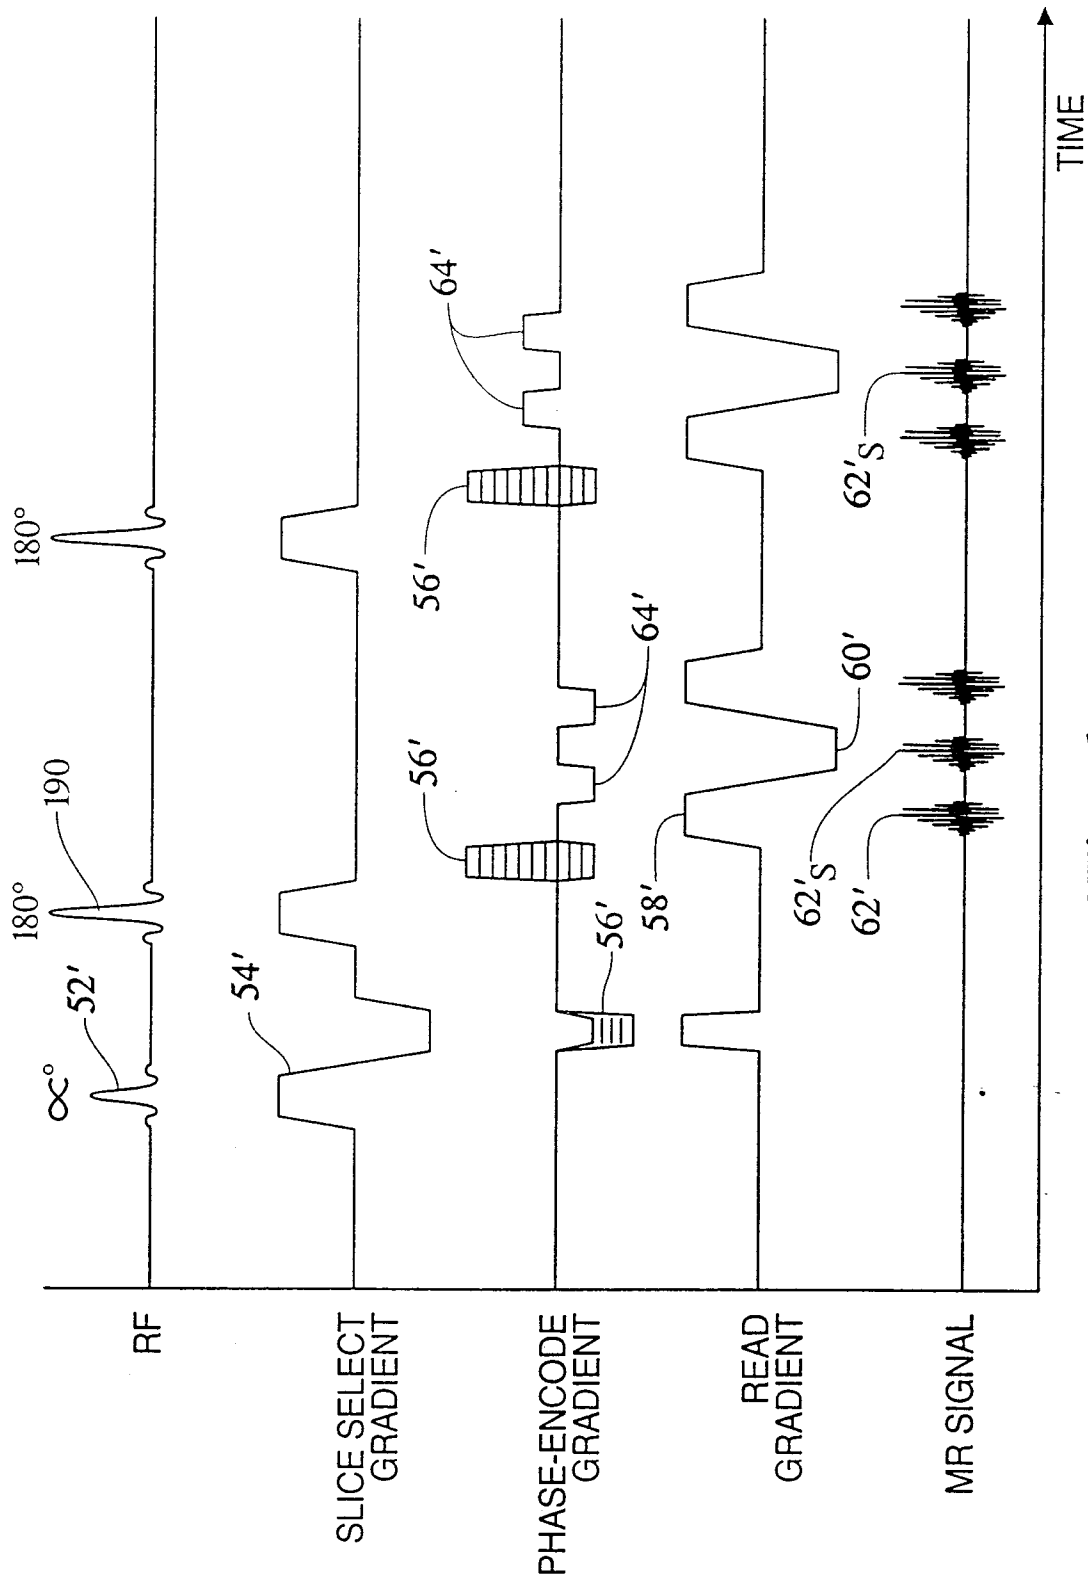 RF
∝°
52'
180°
190
180°
SLICE SELECT
GRADIENT
54'
PHASE-ENCODE
GRADIENT
56'
56'
64'
56'
64'
READ
GRADIENT
58'
60'
MR SIGNAL
62'
62'S
62'S
TIME